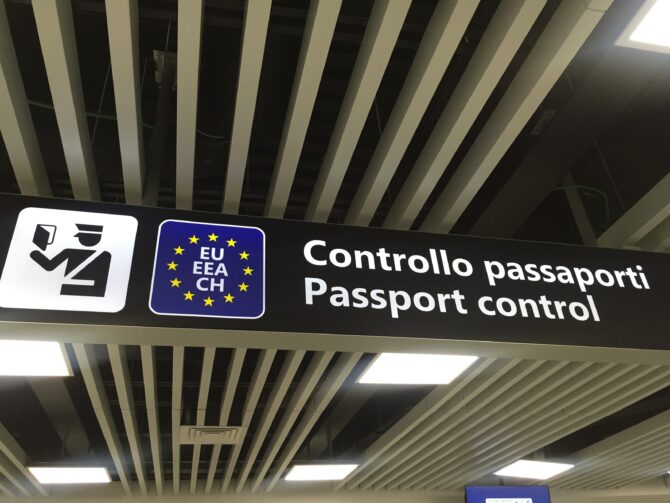 EU
EEA
CH
Controllo passaporti
Passport control